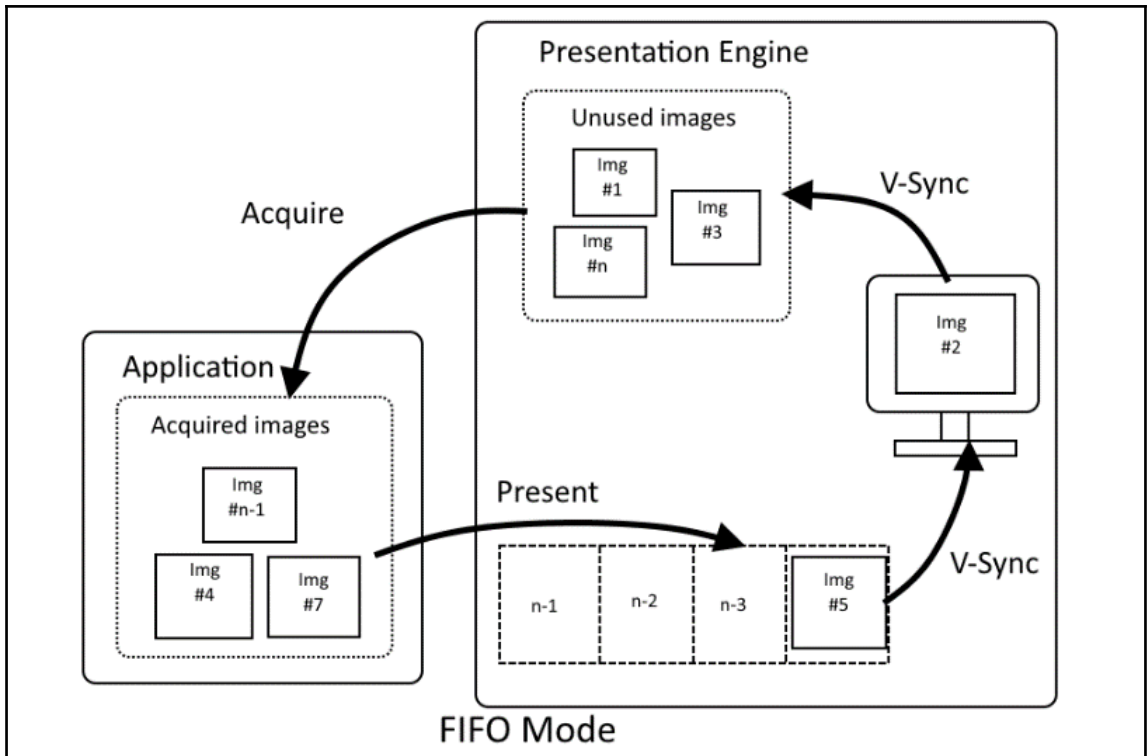 Presentation Engine
Unused images
Img
#1
Img
#3
Img
#n
V-Sync
Acquire
Img
#2
Application
Acquired images
Img
#n-1
Img
#4
Img
#7
Present
n-1
n-2
n-3
Img
#5
V-Sync
FIFO Mode